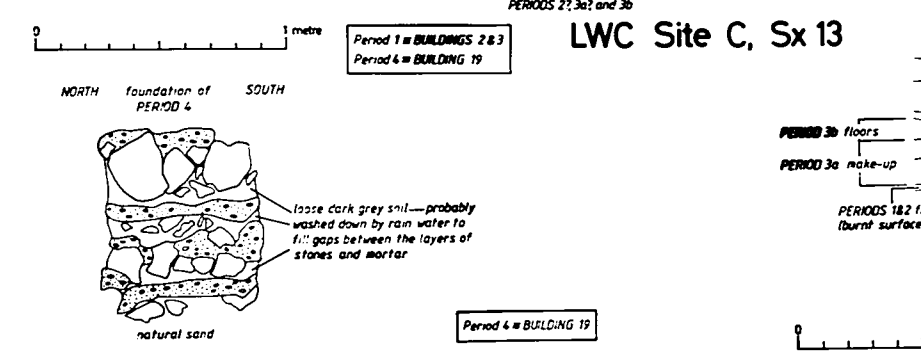 PERIODS 2?, 3a? and 3b
0 1 metre
Period 1 = BUILDINGS 2&3
Period 4 = BUILDING 19
LWC Site C, Sx 13
NORTH foundation of PERIOD 4 SOUTH
PERIOD 3b floors
PERIOD 3a make-up
PERIODS 1&2
(burnt surface
loose dark grey soil—probably
washed down by rain water to
fill gaps between the layers of
stones and mortar
natural sand
Period 4 = BUILDING 19
0